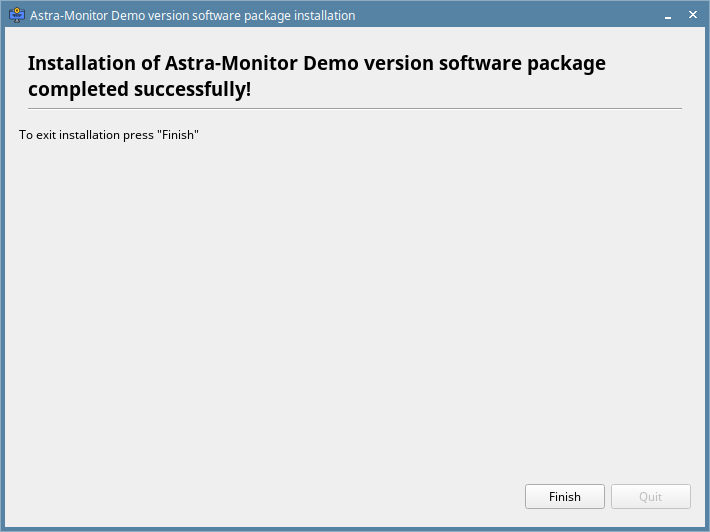 Astra-Monitor Demo version software package installation
Installation of Astra-Monitor Demo version software package
completed successfully!
To exit installation press "Finish"
Finish
Quit